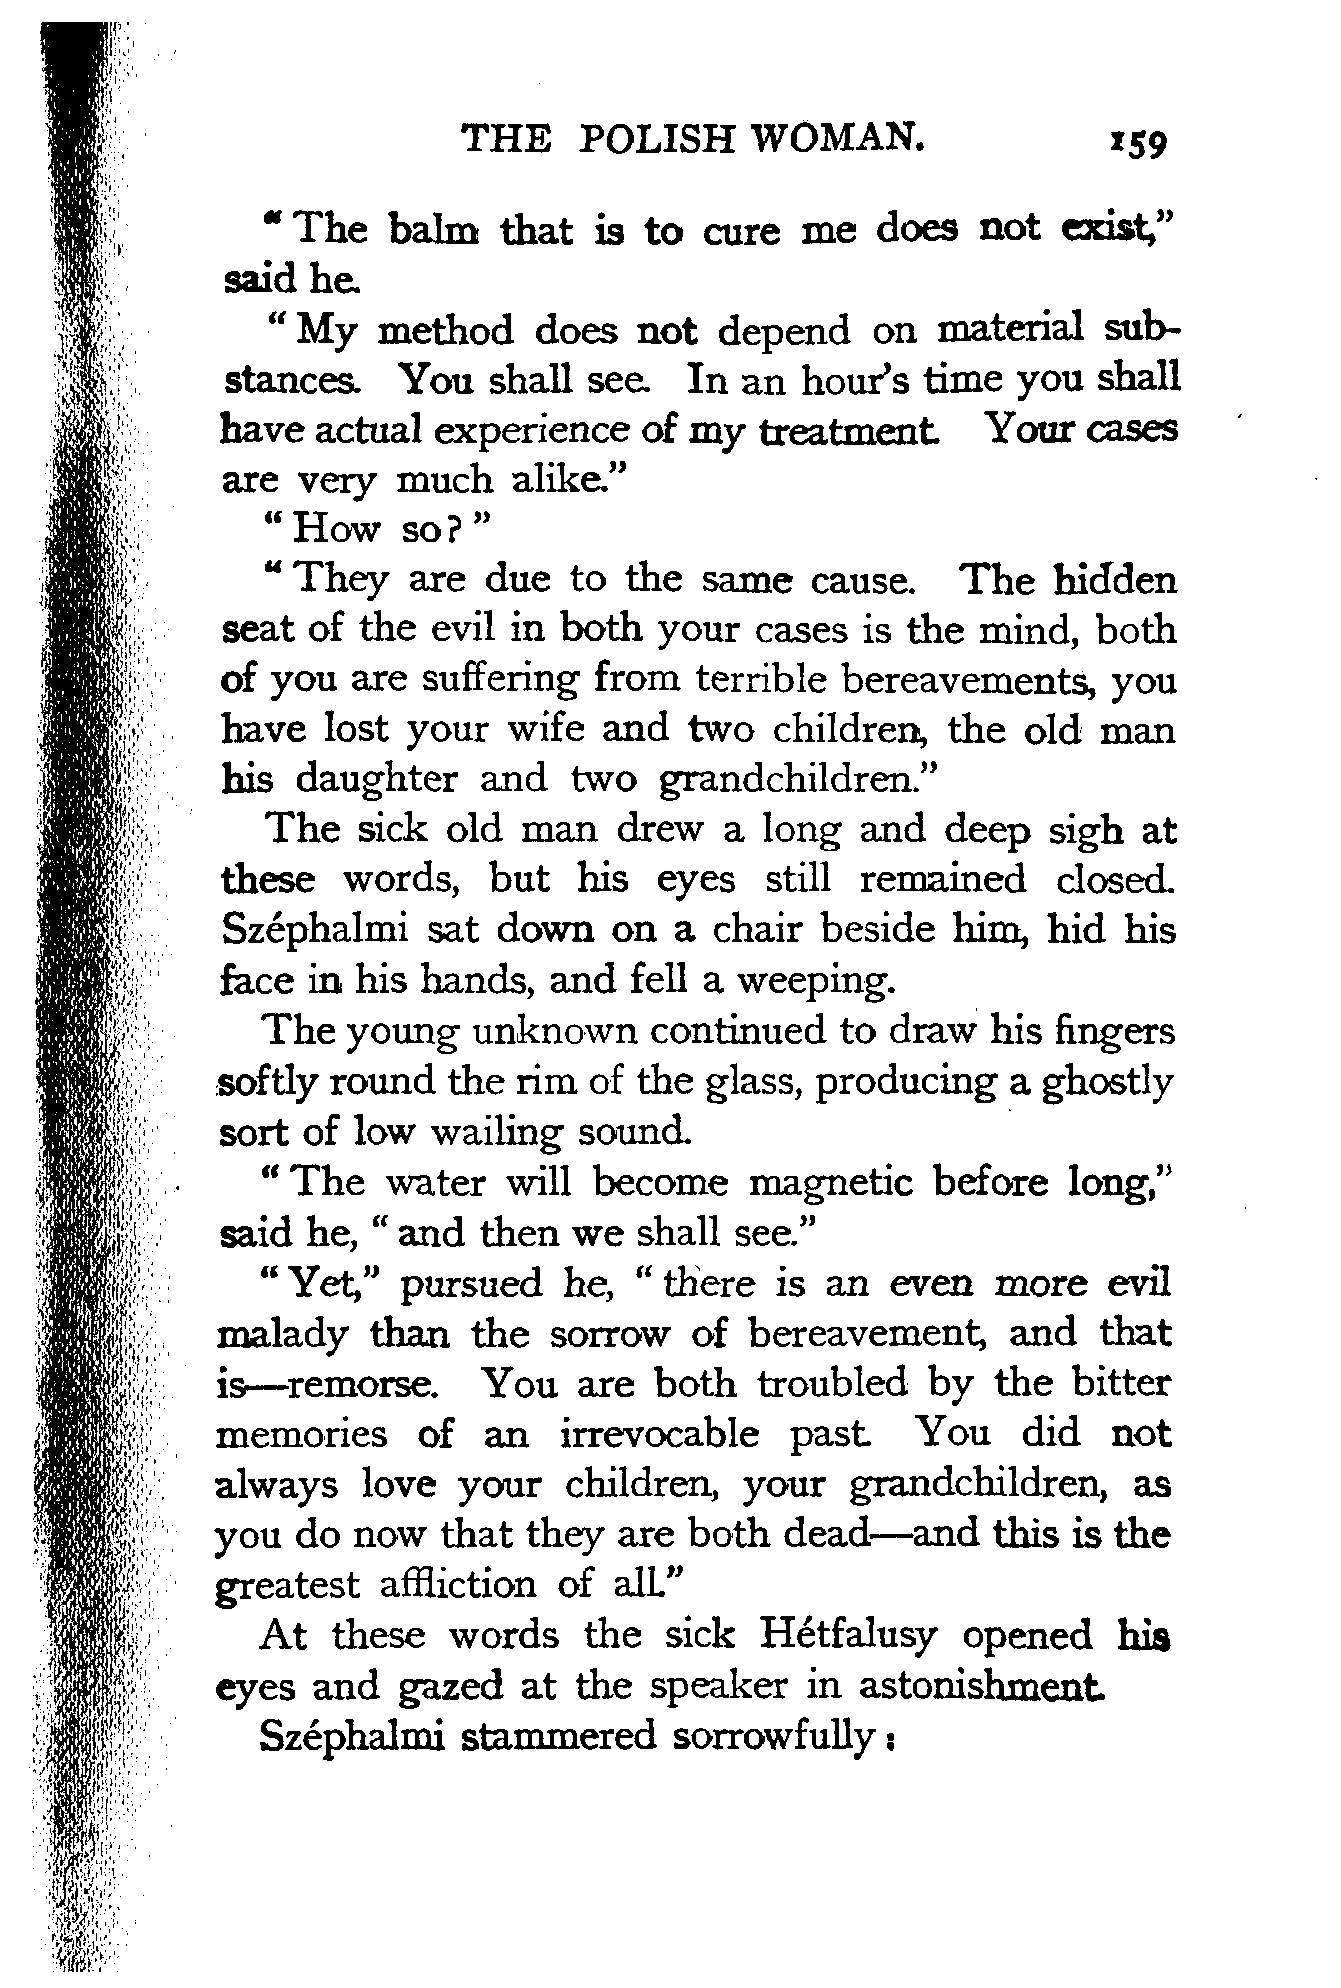 THE POLISH WOMAN. 159
"The balm that is to cure me does not exist,"
said he.
"My method does not depend on material sub-
stances. You shall see. In an hour's time you shall
have actual experience of my treatment. Your cases
are very much alike."
"How so?"
"They are due to the same cause. The hidden
seat of the evil in both your cases is the mind, both
of you are suffering from terrible bereavements, you
have lost your wife and two children, the old man
his daughter and two grandchildren."
The sick old man drew a long and deep sigh at
these words, but his eyes still remained closed.
Széphalmi sat down on a chair beside him, hid his
face in his hands, and fell a weeping.
The young unknown continued to draw his fingers
softly round the rim of the glass, producing a ghostly
sort of low wailing sound.
"The water will become magnetic before long,"
said he, "and then we shall see."
"Yet," pursued he, "there is an even more evil
malady than the sorrow of bereavement, and that
is—remorse. You are both troubled by the bitter
memories of an irrevocable past. You did not
always love your children, your grandchildren, as
you do now that they are both dead—and this is the
greatest affliction of all."
At these words the sick Hétfalusy opened his
eyes and gazed at the speaker in astonishment.
Széphalmi stammered sorrowfully: